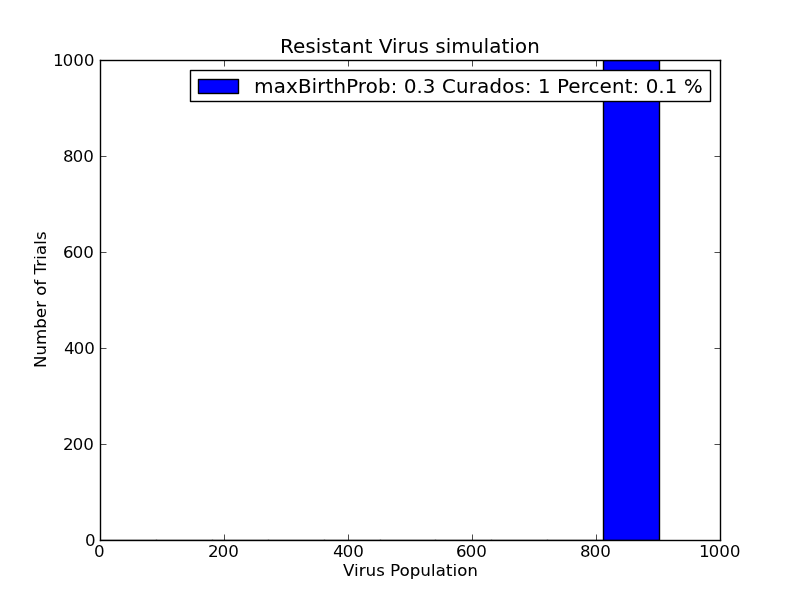 Resistant Virus simulation
maxBirthProb: 0.3 Curados: 1 Percent: 0.1 %
1000
800
600
400
200
0
Number of Trials
0 200 400 600 800 1000
Virus Population